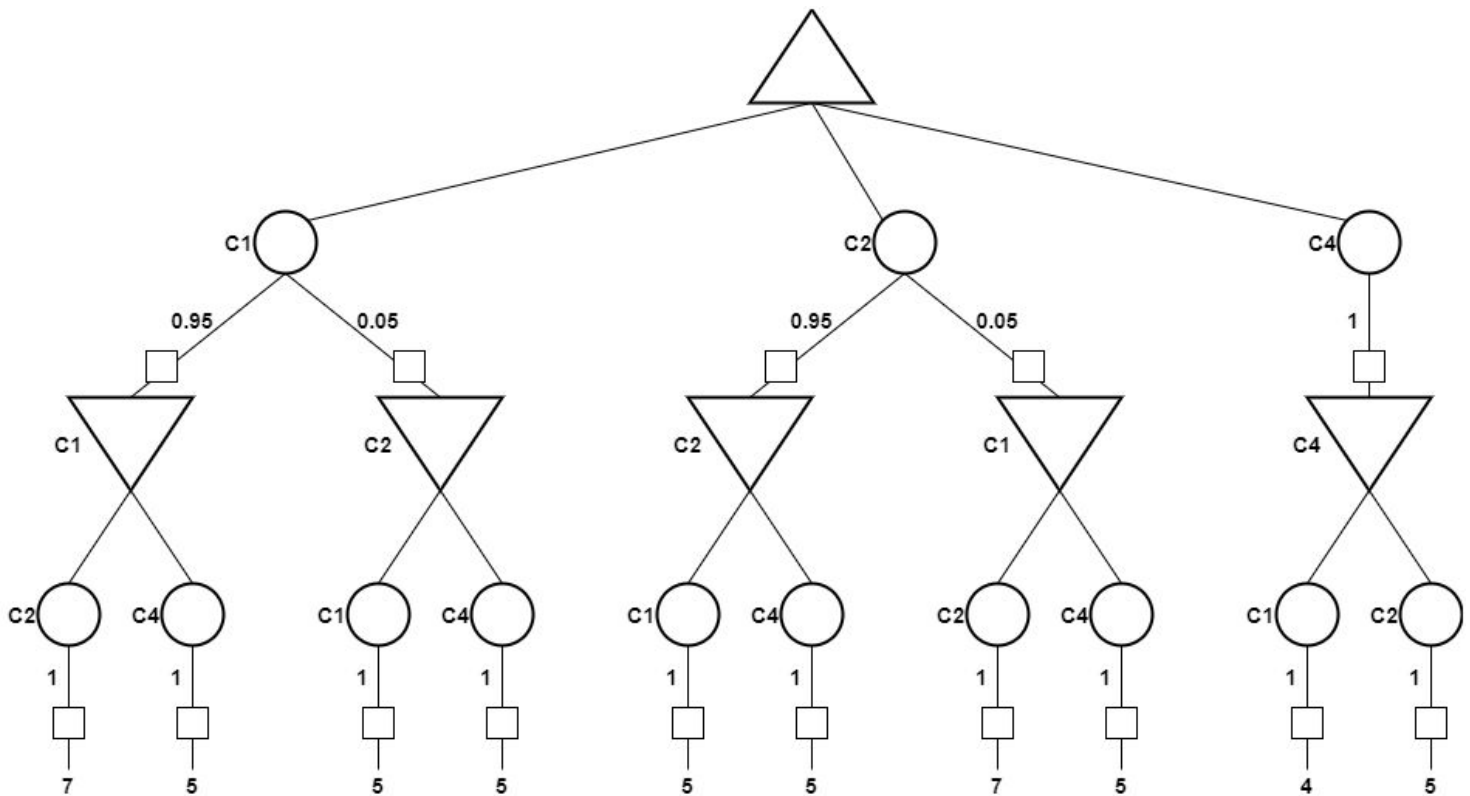 C1 C2 C4
0.95 0.05 0.95 0.05 1
C1 C2 C2 C1 C4
C2 C4 C1 C4 C1 C4 C2 C4 C1 C2
1 1 1 1 1 1 1 1 1 1
7 5 5 5 5 5 7 5 4 5